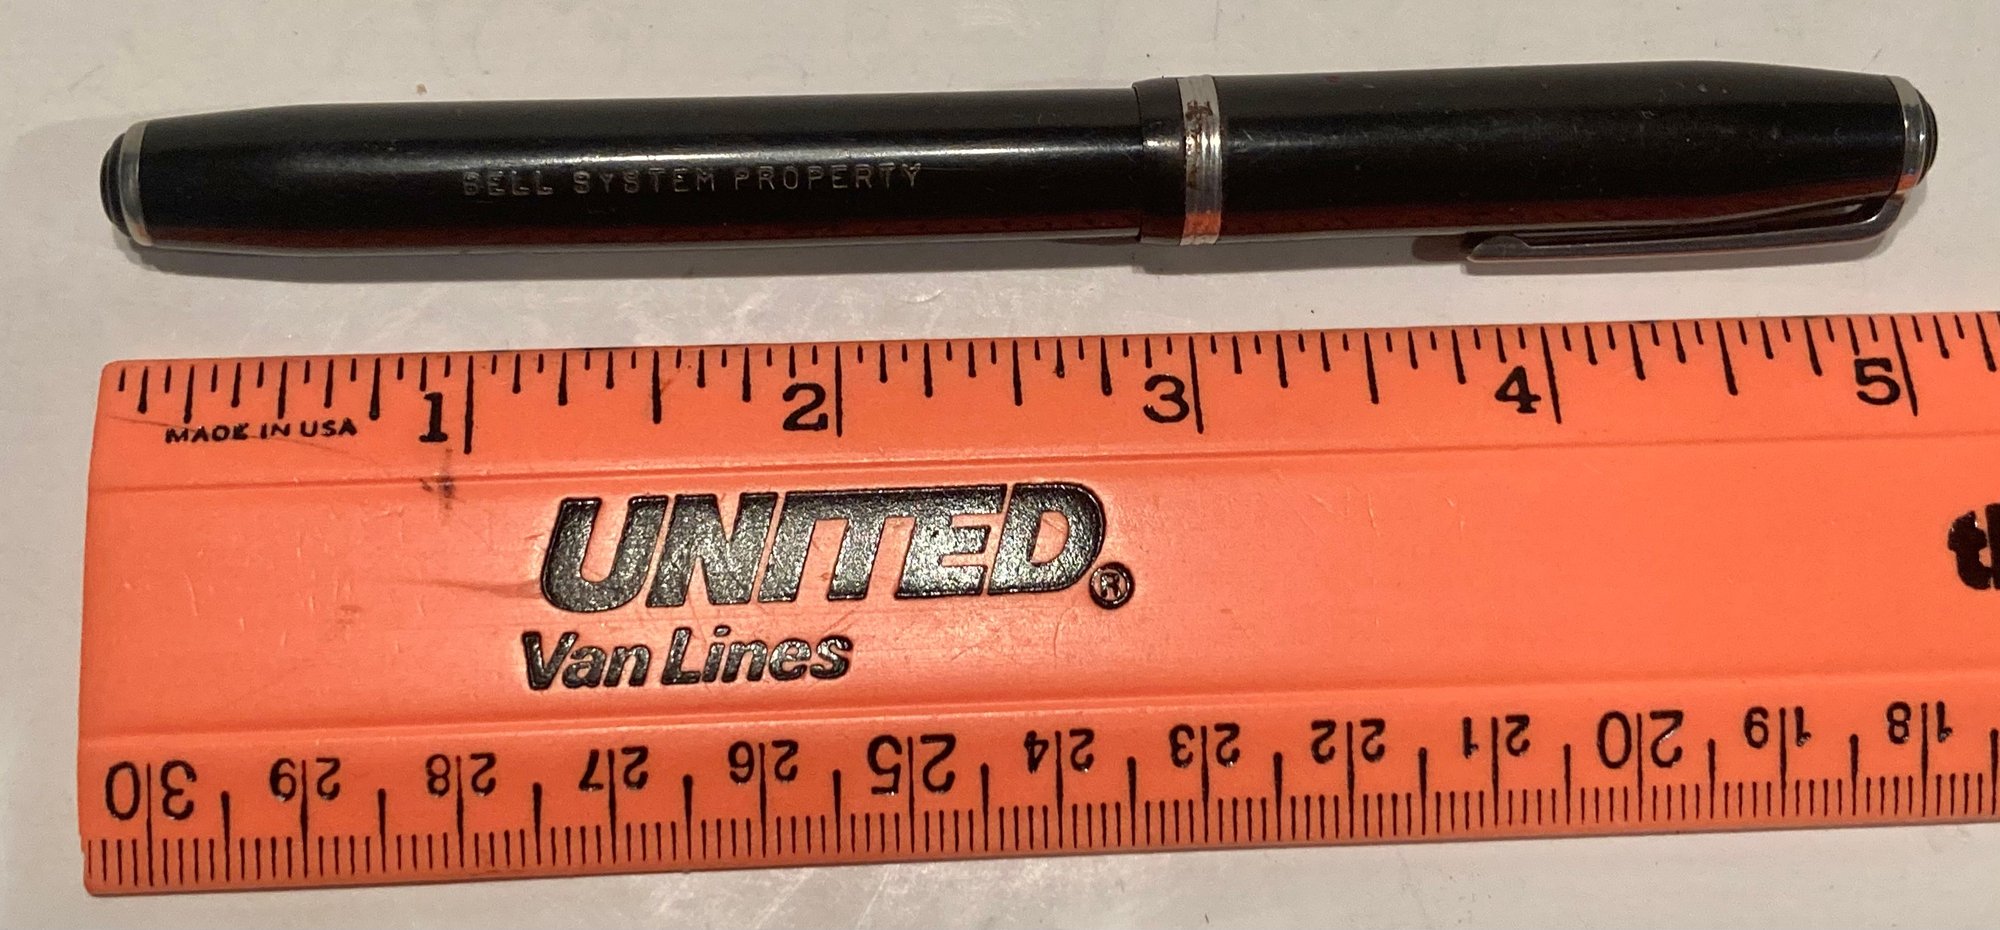 BELL SYSTEM PROPERTY
1 2 3 4 5
MADE IN USA
UNITED®
Van Lines
30 29 28 27 26 25 24 23 22 21 20 19 18